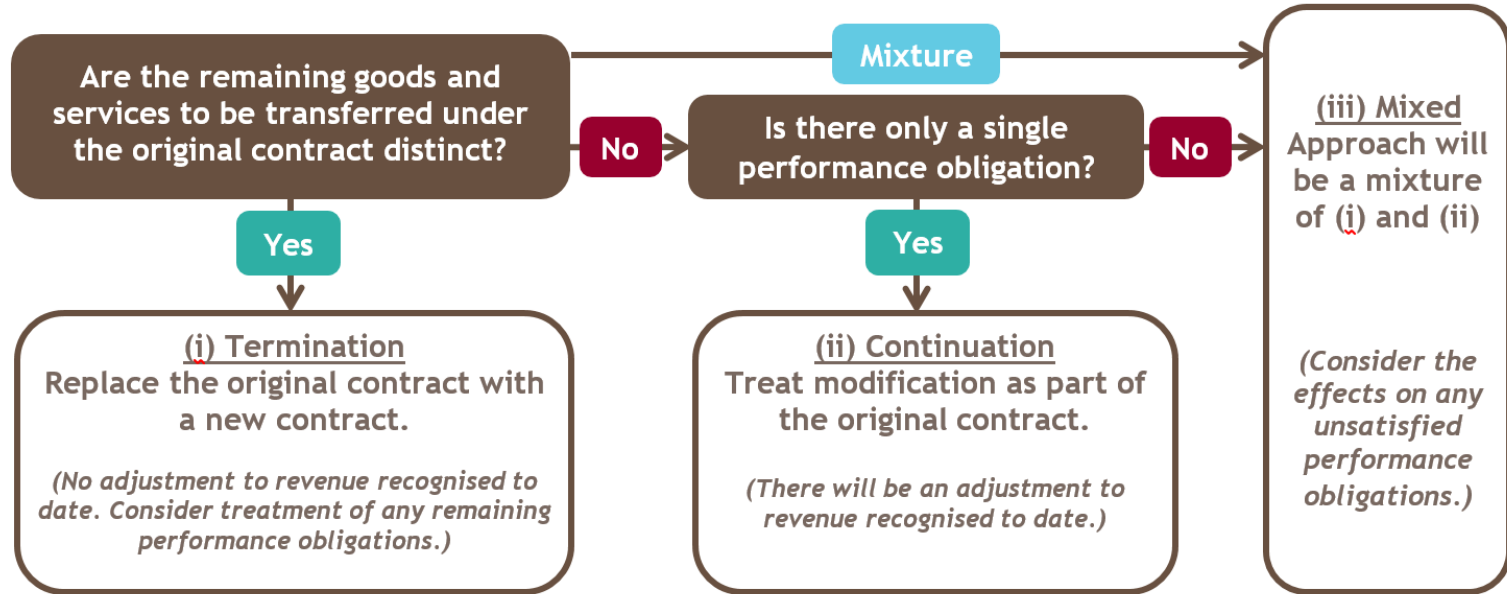 Are the remaining goods and
services to be transferred under
the original contract distinct?
Mixture
No
Is there only a single
performance obligation?
No
Yes
Yes
(i) Termination
Replace the original contract with
a new contract.
(No adjustment to revenue recognised to
date. Consider treatment of any remaining
performance obligations.)
(ii) Continuation
Treat modification as part of
the original contract.
(There will be an adjustment to
revenue recognised to date.)
(iii) Mixed
Approach will
be a mixture
of (i) and (ii)
(Consider the
effects on any
unsatisfied
performance
obligations.)